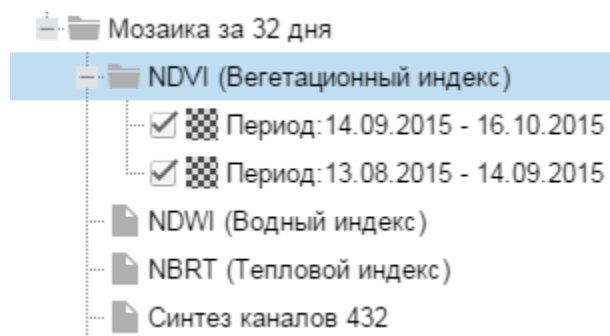 Мозаика за 32 дня
NDVI (Вегетационный индекс)
Период:14.09.2015 - 16.10.2015
Период:13.08.2015 - 14.09.2015
NDWI (Водный индекс)
NBRT (Тепловой индекс)
Синтез каналов 432